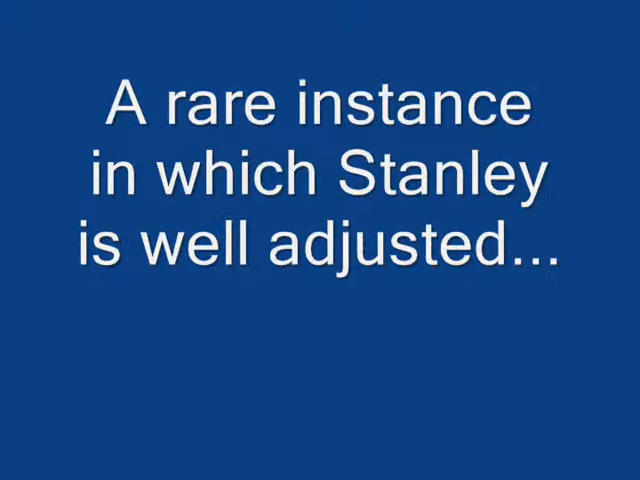 A rare instance
in which Stanley
is well adjusted...